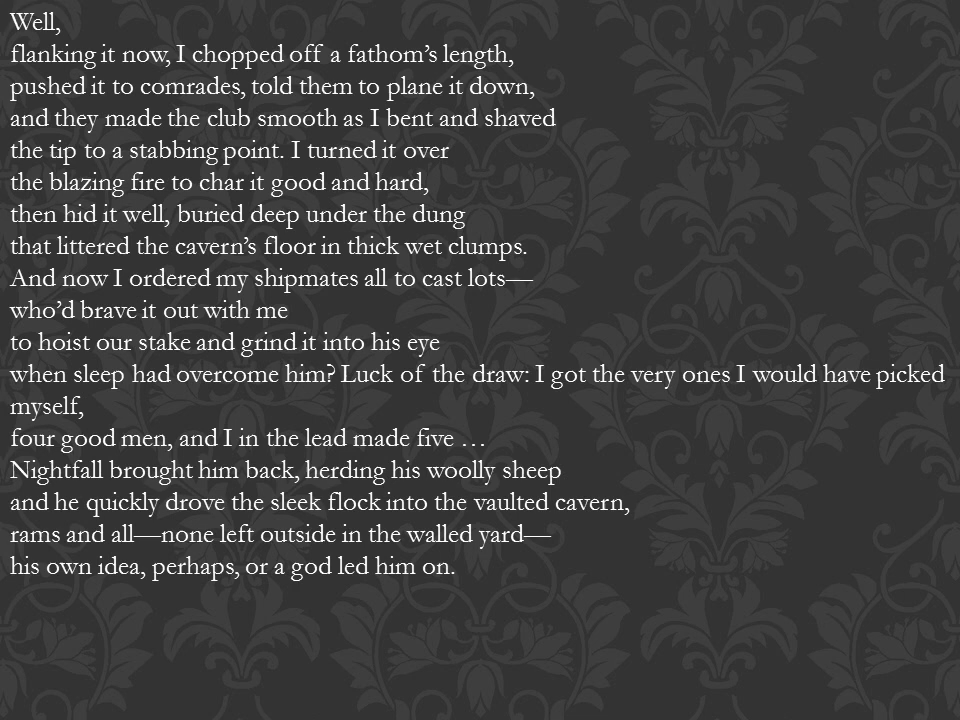 Well,
flanking it now, I chopped off a fathom’s length,
pushed it to comrades, told them to plane it down,
and they made the club smooth as I bent and shaved
the tip to a stabbing point. I turned it over
the blazing fire to char it good and hard,
then hid it well, buried deep under the dung
that littered the cavern’s floor in thick wet clumps.
And now I ordered my shipmates all to cast lots—
who’d brave it out with me
to hoist our stake and grind it into his eye
when sleep had overcome him? Luck of the draw: I got the very ones I would have picked
myself,
four good men, and I in the lead made five …
Nightfall brought him back, herding his woolly sheep
and he quickly drove the sleek flock into the vaulted cavern,
rams and all—none left outside in the walled yard—
his own idea, perhaps, or a god led him on.